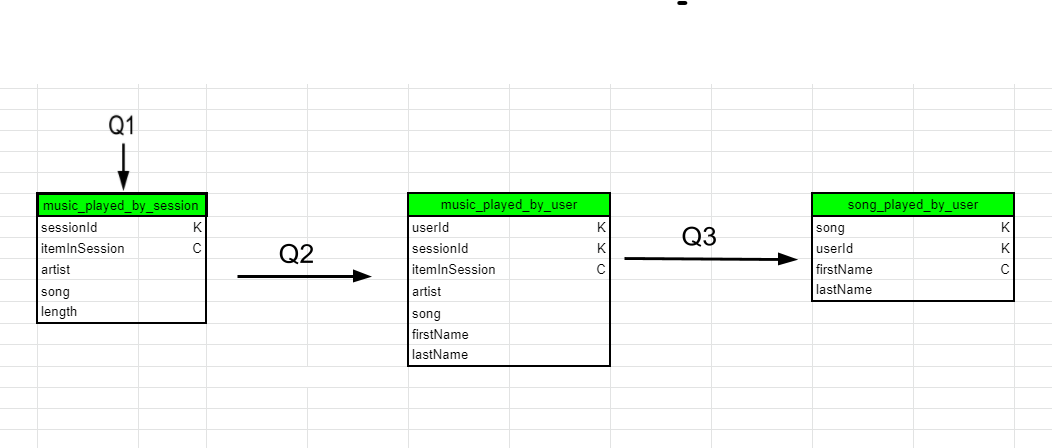 Q1
music_played_by_session
sessionId K
itemInSession C
artist
song
length
Q2
music_played_by_user
userId K
sessionId K
itemInSession C
artist
song
firstName
lastName
Q3
song_played_by_user
song K
userId K
firstName C
lastName